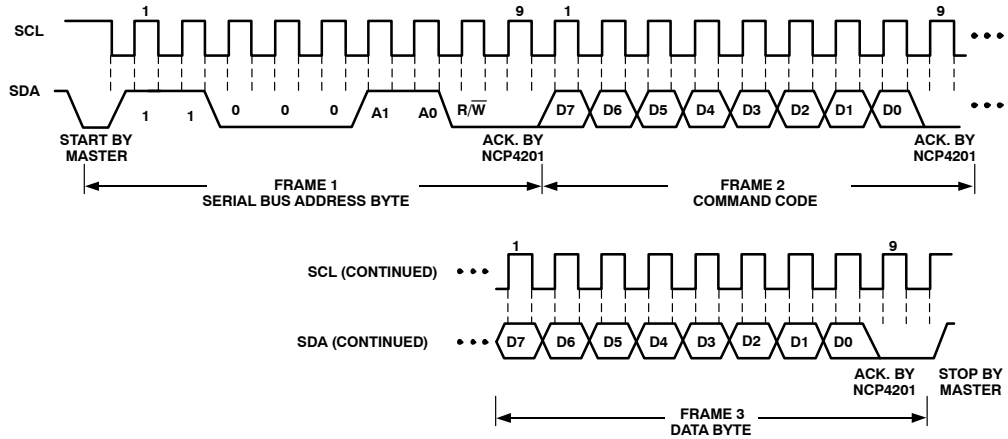 1 9 1 9
SCL
SDA
1 1 0 0 0 A1 A0 R/W̅ D7 D6 D5 D4 D3 D2 D1 D0
START BY MASTER
ACK. BY NCP4201
ACK. BY NCP4201
FRAME 1
SERIAL BUS ADDRESS BYTE
FRAME 2
COMMAND CODE
1 9
SCL (CONTINUED)
SDA (CONTINUED) D7 D6 D5 D4 D3 D2 D1 D0
ACK. BY NCP4201
STOP BY MASTER
FRAME 3
DATA BYTE